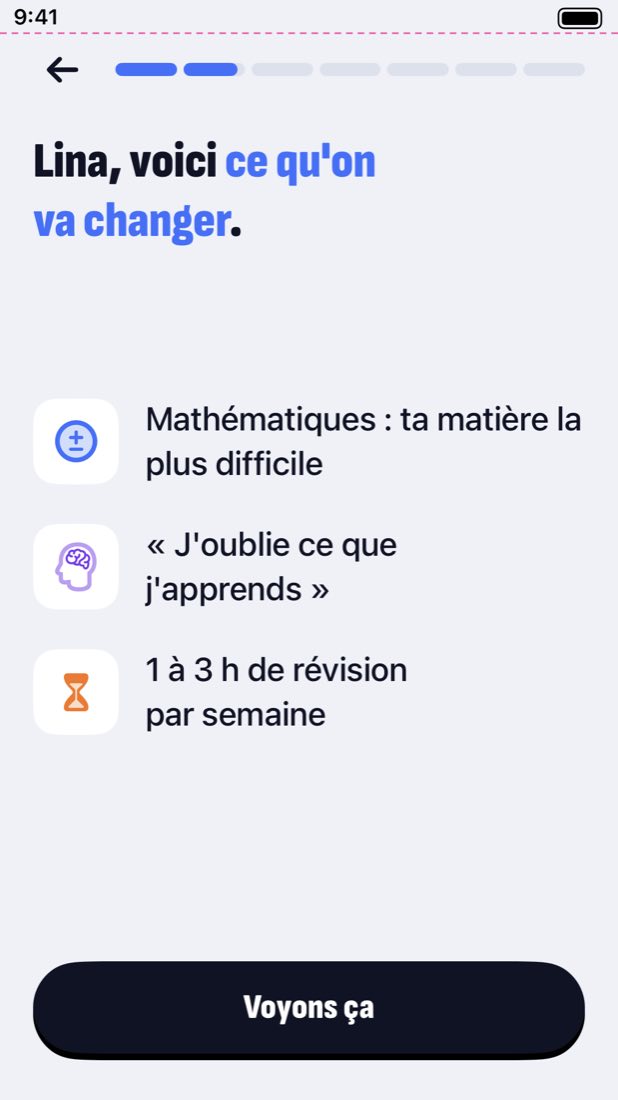 9:41
Lina, voici ce qu'on
va changer.
Mathématiques : ta matière la
plus difficile
« J'oublie ce que
j'apprends »
1 à 3 h de révision
par semaine
Voyons ça